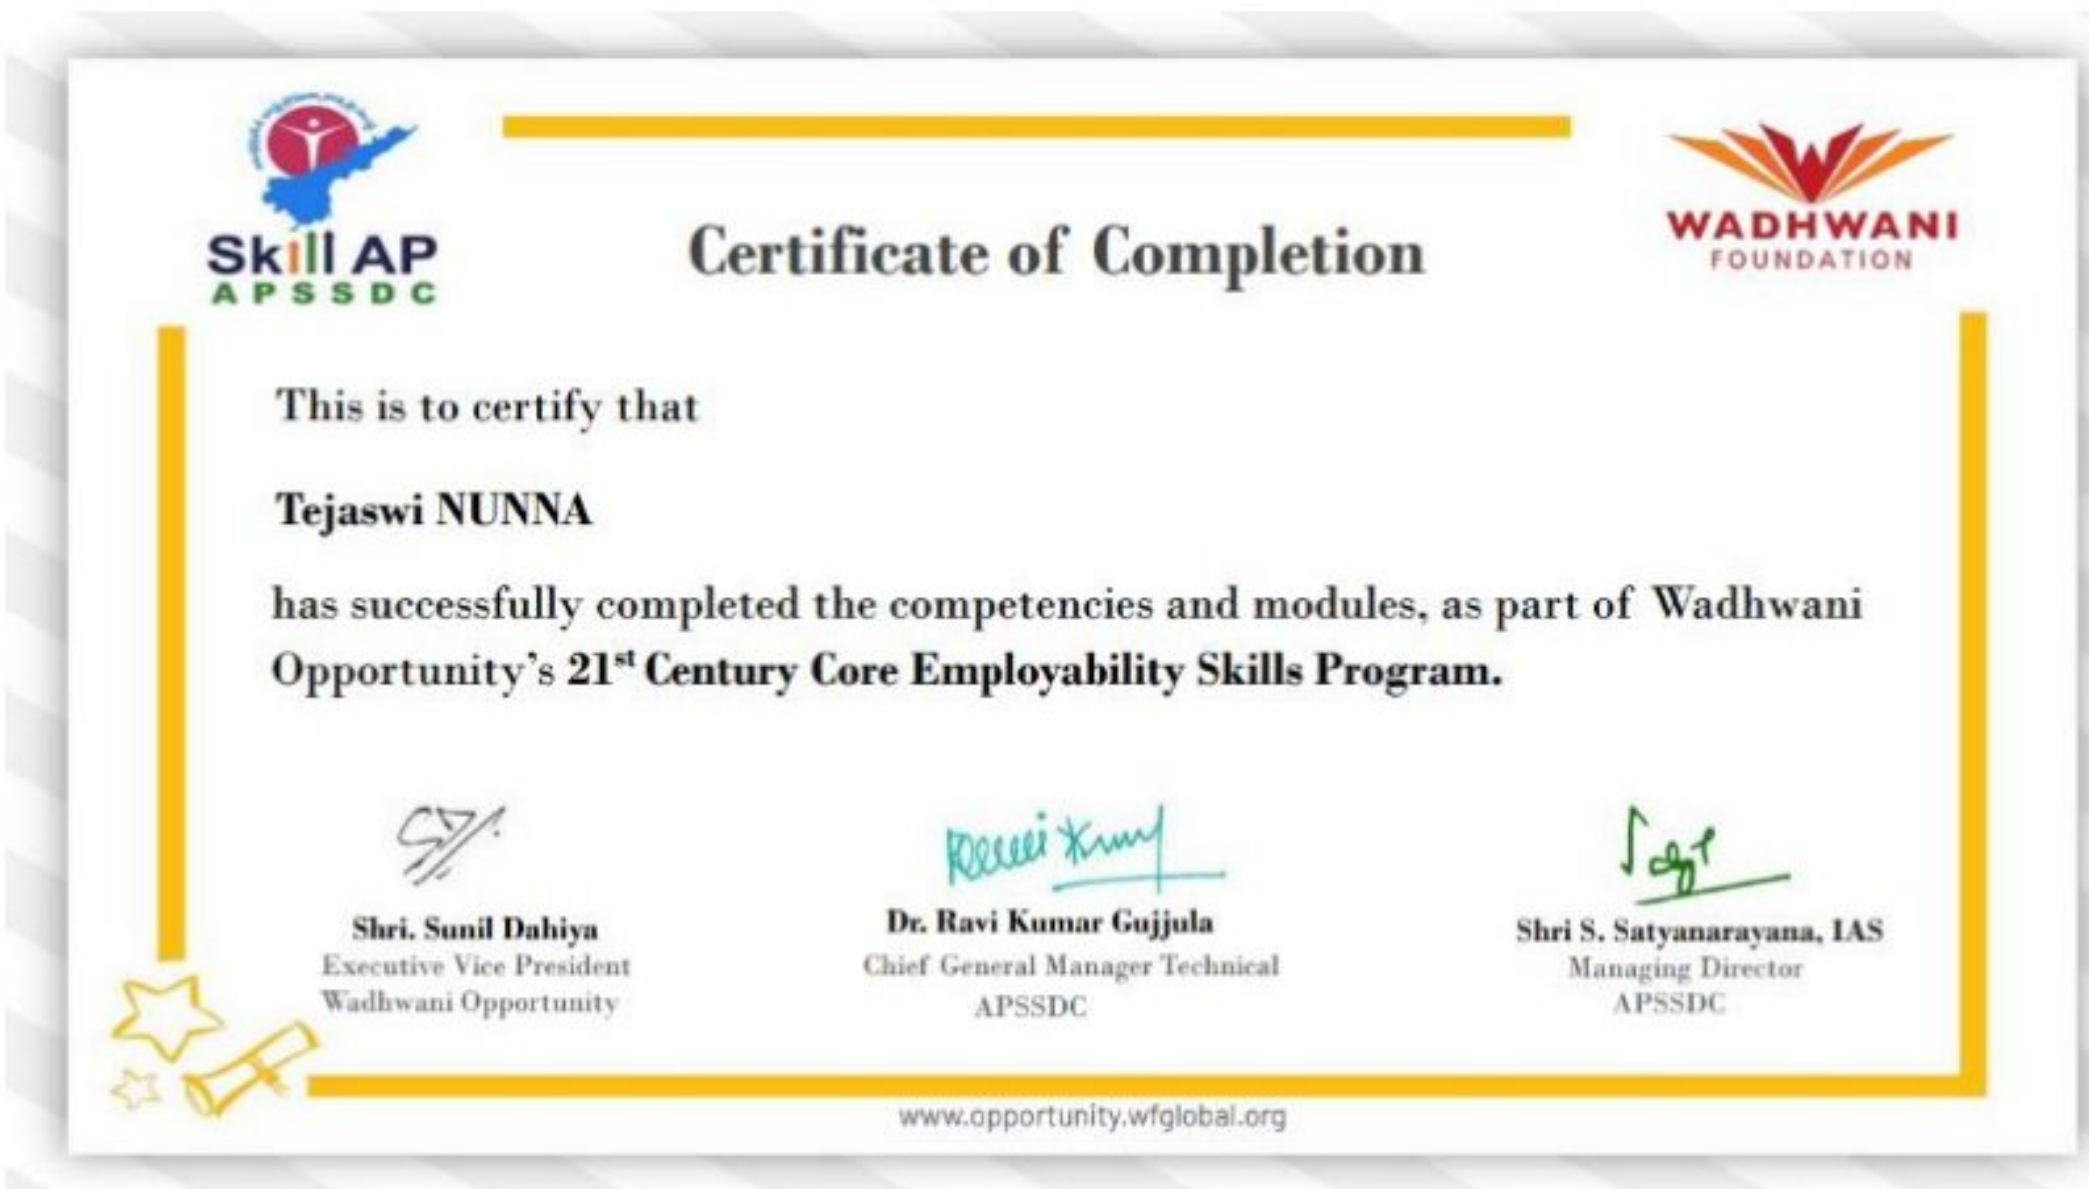 Skill AP
APSSDC
WADHWANI
FOUNDATION
Certificate of Completion
This is to certify that
Tejaswi NUNNA
has successfully completed the competencies and modules, as part of Wadhwani
Opportunity's 21st Century Core Employability Skills Program.
Shri. Sunil Dahiya
Executive Vice President
Wadhwani Opportunity
Dr. Ravi Kumar Gujjula
Chief General Manager Technical
APSSDC
Shri S. Satyanarayana, IAS
Managing Director
APSSDC
www.opportunity.wfglobal.org